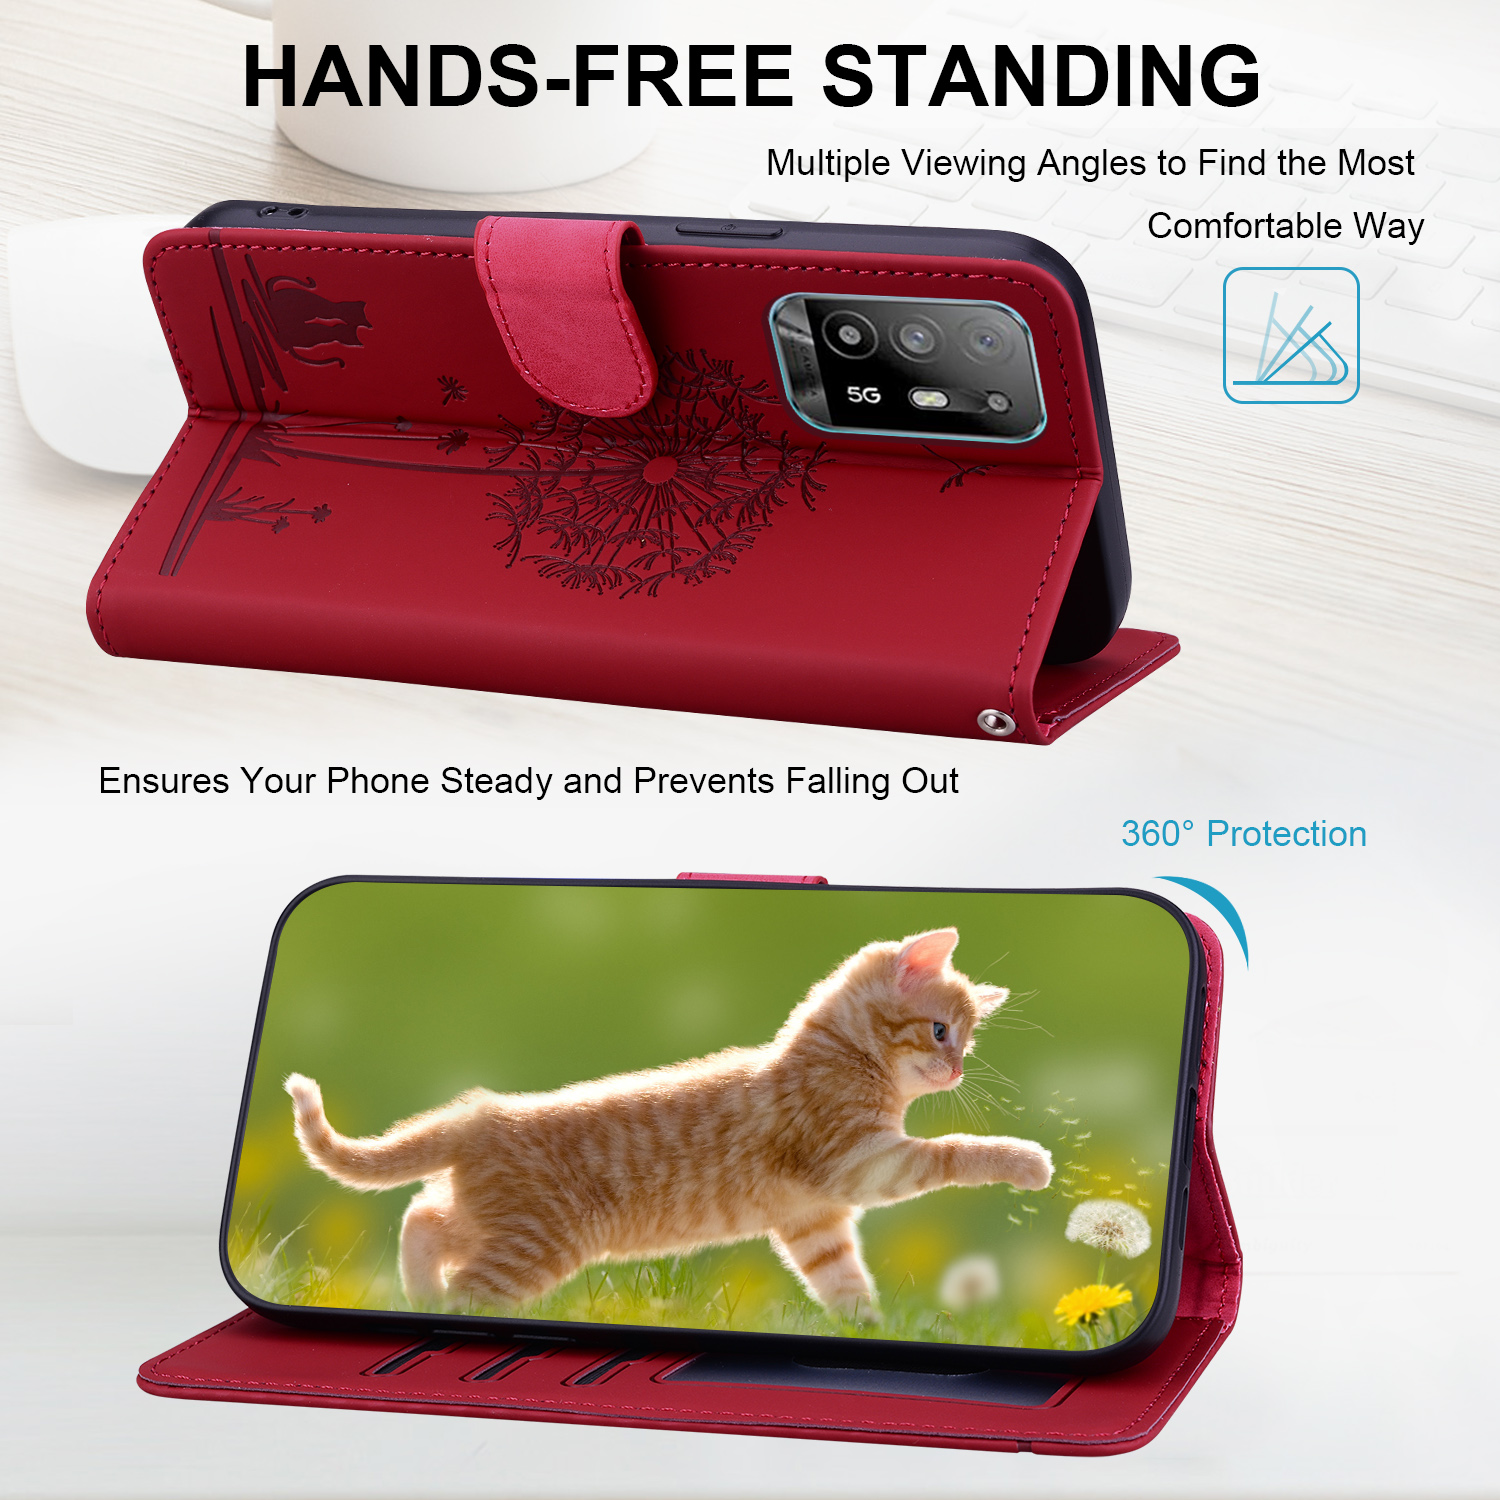 HANDS-FREE STANDING
Multiple Viewing Angles to Find the Most
Comfortable Way
5G
Ensures Your Phone Steady and Prevents Falling Out
360° Protection